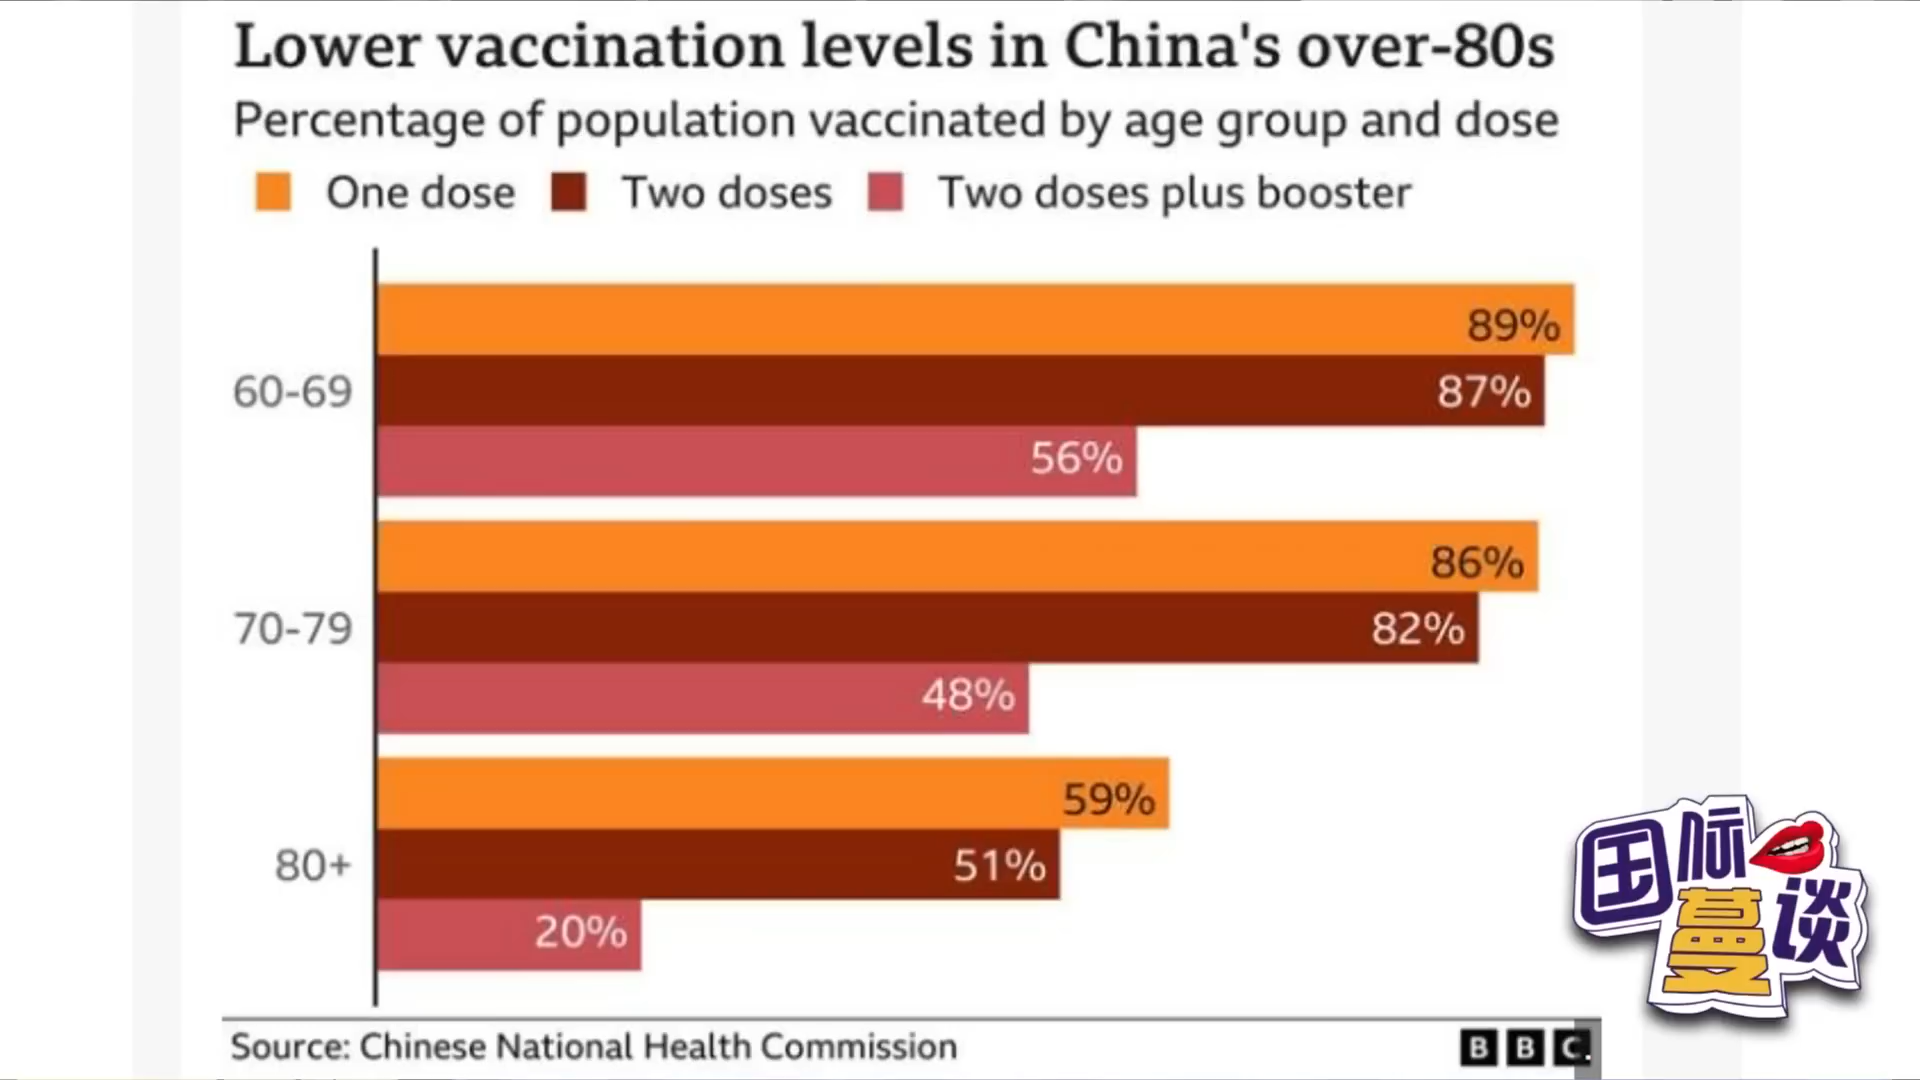 Lower vaccination levels in China's over-80s
Percentage of population vaccinated by age group and dose
One dose Two doses Two doses plus booster
89%
60-69 87%
56%
86%
70-79 82%
48%
59%
80+ 51%
20%
Source: Chinese National Health Commission
BBC
国际
蔓谈